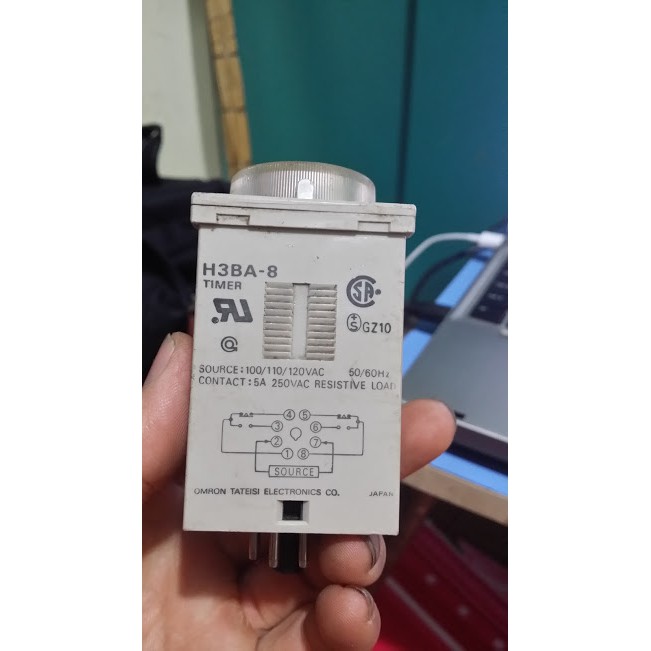 H3BA-8
TIMER
SA
GZ10
SOURCE:100/110/120VAC 50/60Hz
CONTACT:5A 250VAC RESISTIVE LOAD
4 5
3 6
2 7
1 8
SOURCE
OMRON TATEISI ELECTRONICS CO. JAPAN